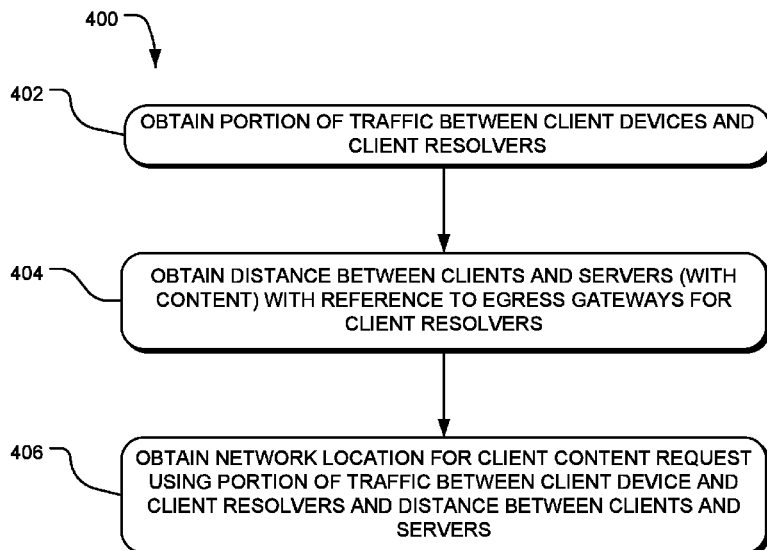 400
402
OBTAIN PORTION OF TRAFFIC BETWEEN CLIENT DEVICES AND
CLIENT RESOLVERS
404
OBTAIN DISTANCE BETWEEN CLIENTS AND SERVERS (WITH
CONTENT) WITH REFERENCE TO EGRESS GATEWAYS FOR
CLIENT RESOLVERS
406
OBTAIN NETWORK LOCATION FOR CLIENT CONTENT REQUEST
USING PORTION OF TRAFFIC BETWEEN CLIENT DEVICE AND
CLIENT RESOLVERS AND DISTANCE BETWEEN CLIENTS AND
SERVERS